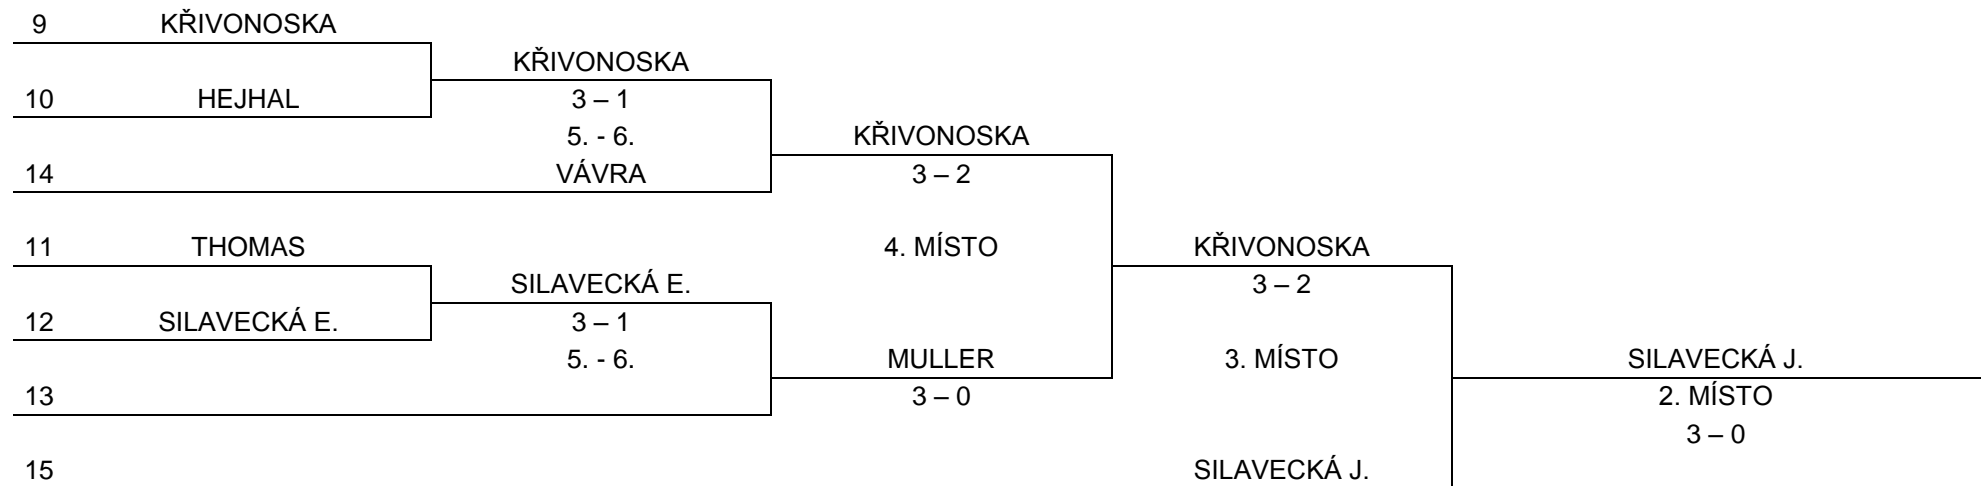 9 KŘIVONOSKA
KŘIVONOSKA
10 HEJHAL 3 – 1
5. - 6. KŘIVONOSKA
14 VÁVRA 3 – 2
11 THOMAS 4. MÍSTO KŘIVONOSKA
SILAVECKÁ E. 3 – 2
12 SILAVECKÁ E. 3 – 1
5. - 6. MULLER 3. MÍSTO SILAVECKÁ J.
13 3 – 0 2. MÍSTO
3 – 0
15 SILAVECKÁ J.